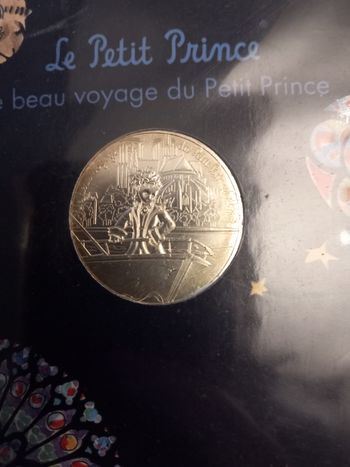 Le Petit Prince
beau voyage du Petit Prince